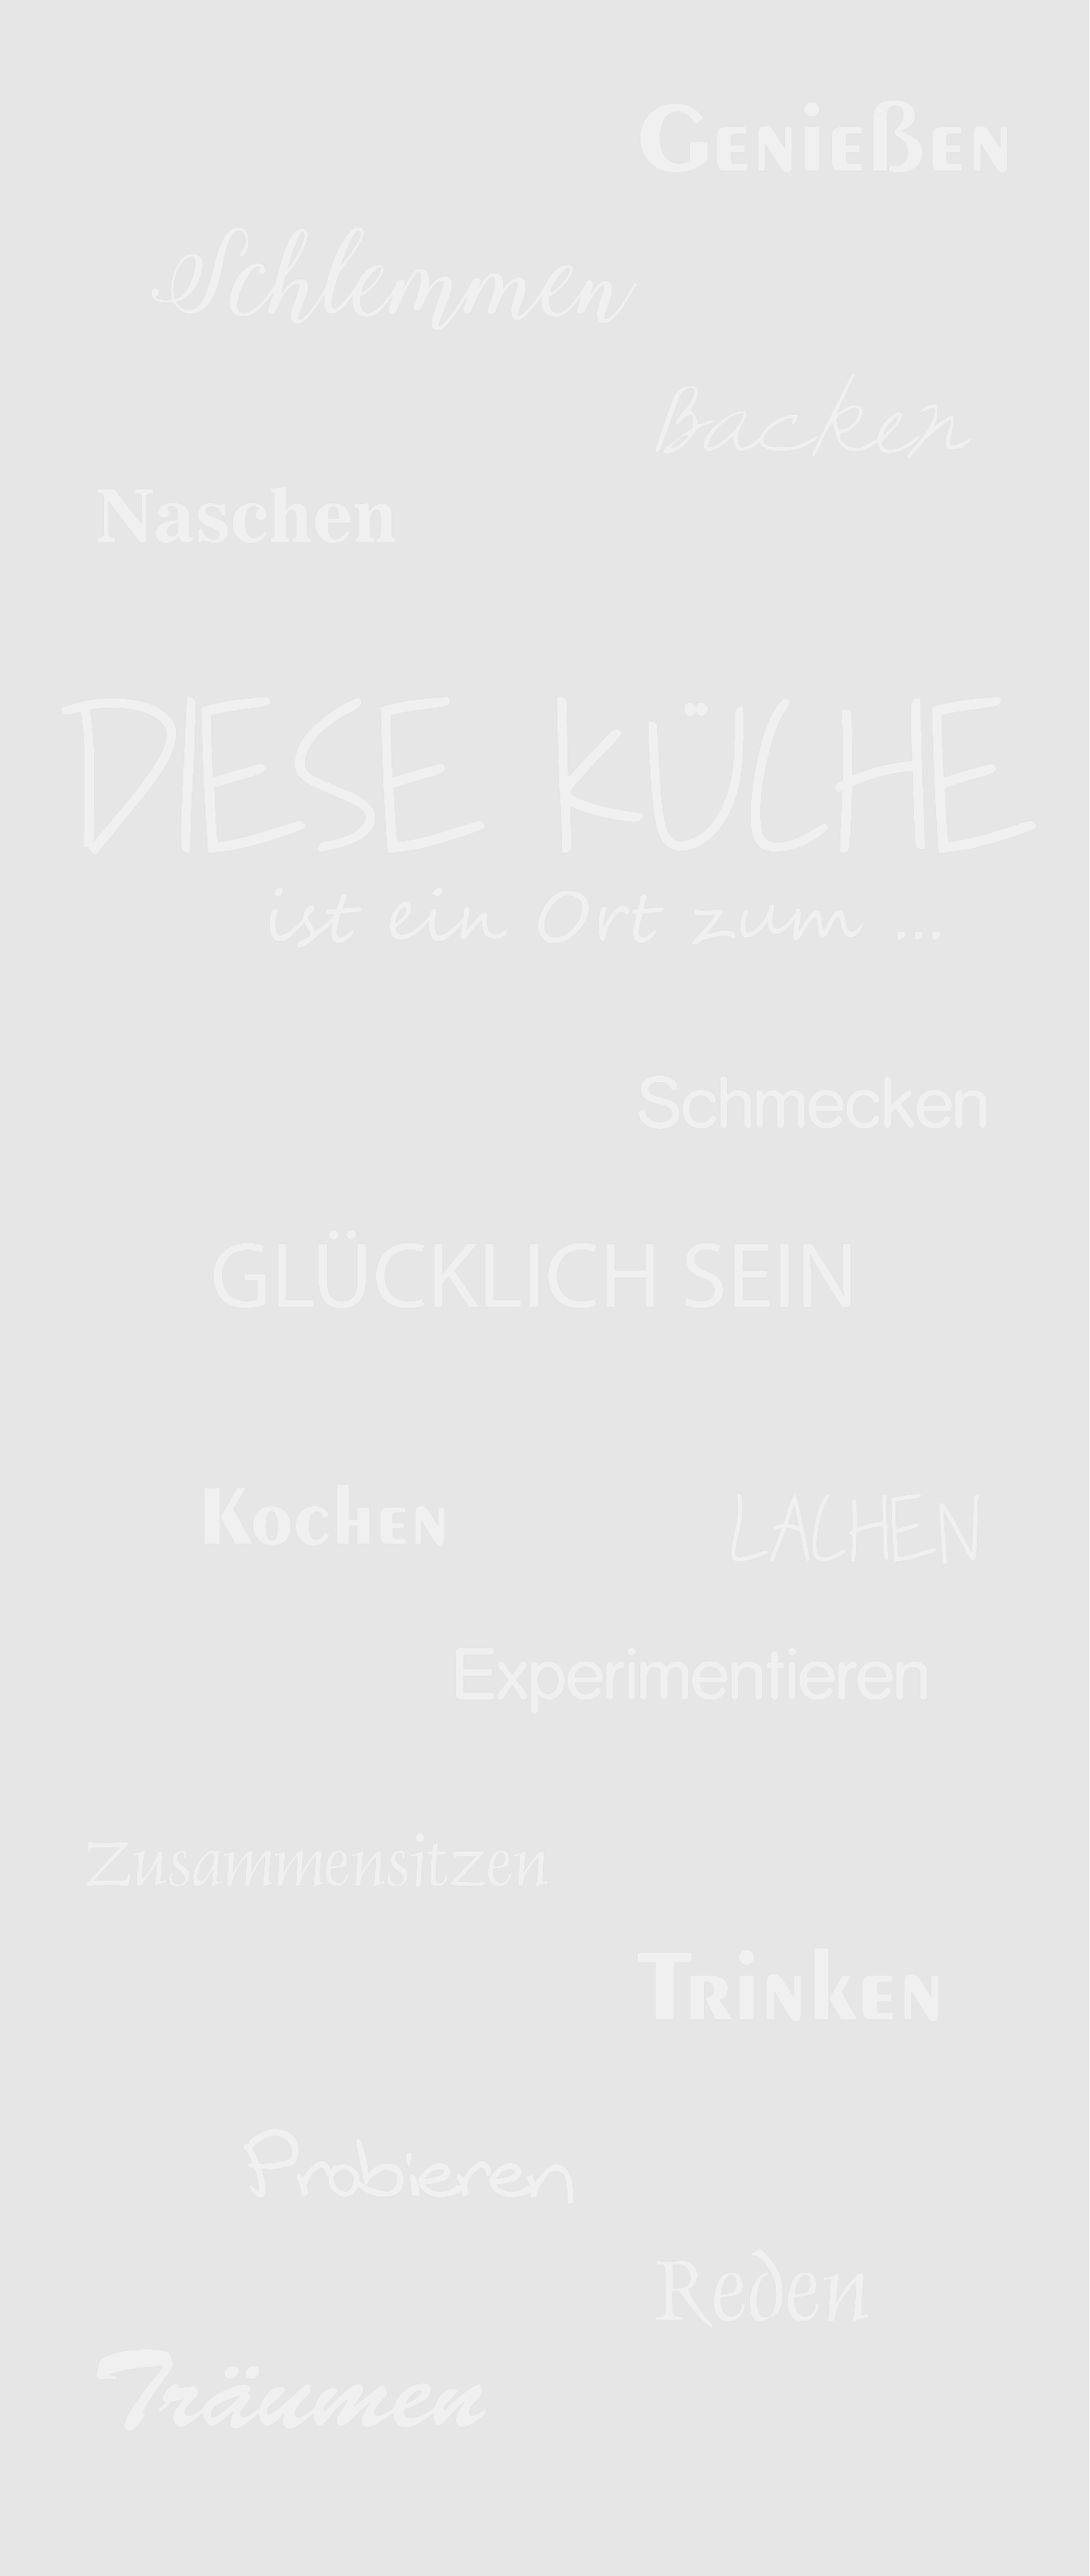 Genießen
Schlemmen
Backen
Naschen
DIESE KÜCHE
ist ein Ort zum ...
Schmecken
GLÜCKLICH SEIN
Kochen
LACHEN
Experimentieren
Zusammensitzen
Trinken
Probieren
Reden
Träumen